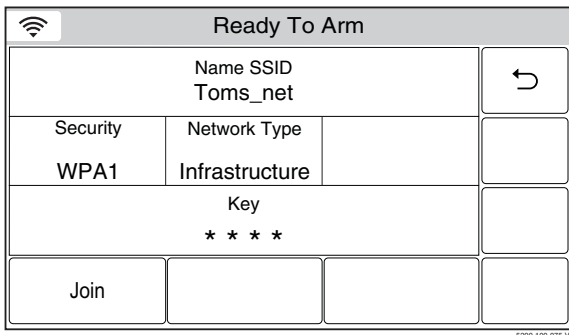 Ready To Arm
Name SSID
Toms_net
Security Network Type
WPA1 Infrastructure
Key
* * * *
Join